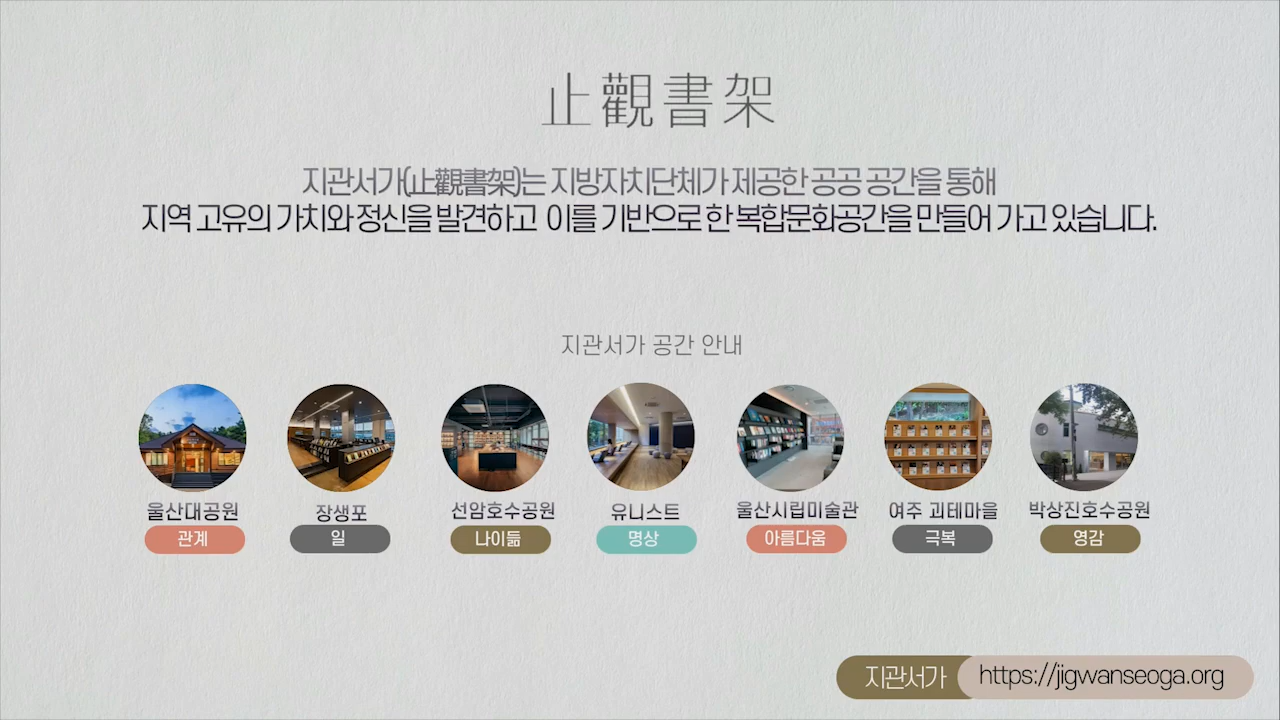 止觀書架
지관서가(止觀書架)는 지방자치단체가 제공한 공공 공간을 통해
지역 고유의 가치와 정신을 발견하고 이를 기반으로 한 복합문화공간을 만들어 가고 있습니다.
지관서가 공간 안내
울산대공원 장생포 선암호수공원 유니스트 울산시립미술관 여주 괴테마을 박상진호수공원
관계 일 나이듦 명상 아름다움 극복 영감
지관서가 https://jigwanseoga.org